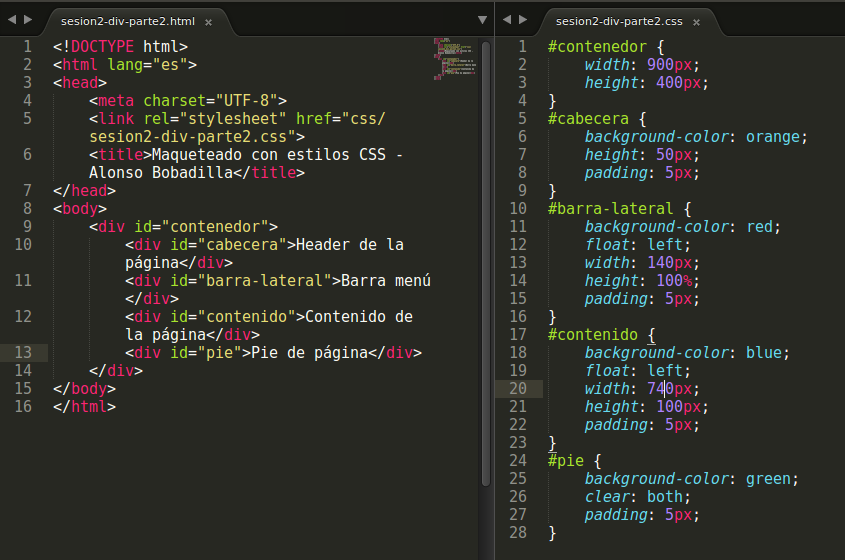 sesion2-div-parte2.html ×
1 <!DOCTYPE html>
2 <html lang="es">
3 <head>
4 <meta charset="UTF-8">
5 <link rel="stylesheet" href="css/
sesion2-div-parte2.css">
6 <title>Maqueteado con estilos CSS -
Alonso Bobadilla</title>
7 </head>
8 <body>
9 <div id="contenedor">
10 <div id="cabecera">Header de la
página</div>
11 <div id="barra-lateral">Barra menú
</div>
12 <div id="contenido">Contenido de
la página</div>
13 <div id="pie">Pie de página</div>
14 </div>
15 </body>
16 </html>
sesion2-div-parte2.css ×
1 #contenedor {
2 width: 900px;
3 height: 400px;
4 }
5 #cabecera {
6 background-color: orange;
7 height: 50px;
8 padding: 5px;
9 }
10 #barra-lateral {
11 background-color: red;
12 float: left;
13 width: 140px;
14 height: 100%;
15 padding: 5px;
16 }
17 #contenido {
18 background-color: blue;
19 float: left;
20 width: 740px;
21 height: 100px;
22 padding: 5px;
23 }
24 #pie {
25 background-color: green;
26 clear: both;
27 padding: 5px;
28 }